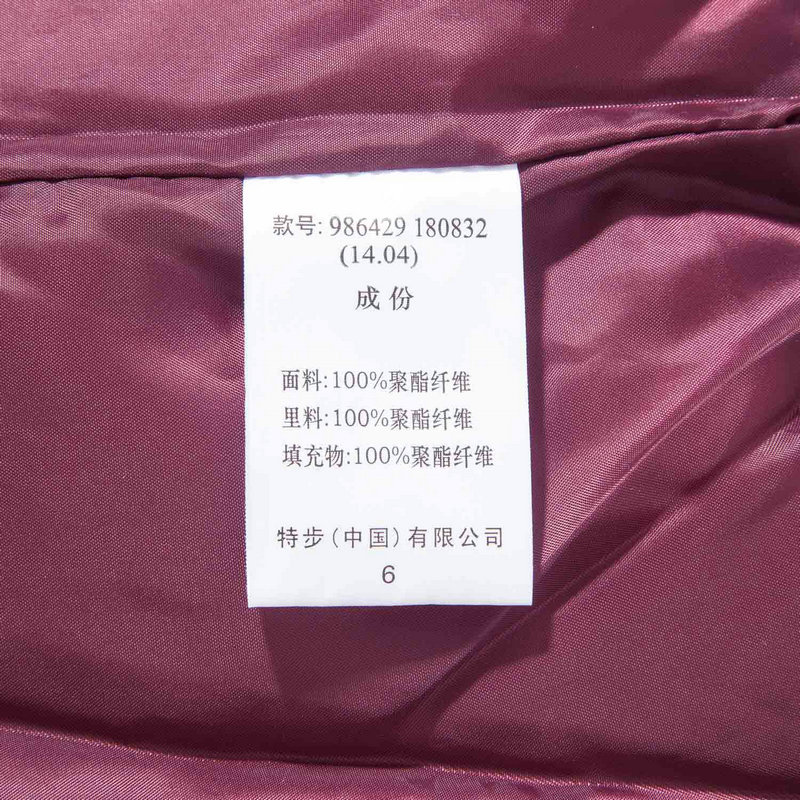 款号: 986429 180832
(14.04)
成份
面料:100%聚酯纤维
里料:100%聚酯纤维
填充物:100%聚酯纤维
特步(中国)有限公司
6